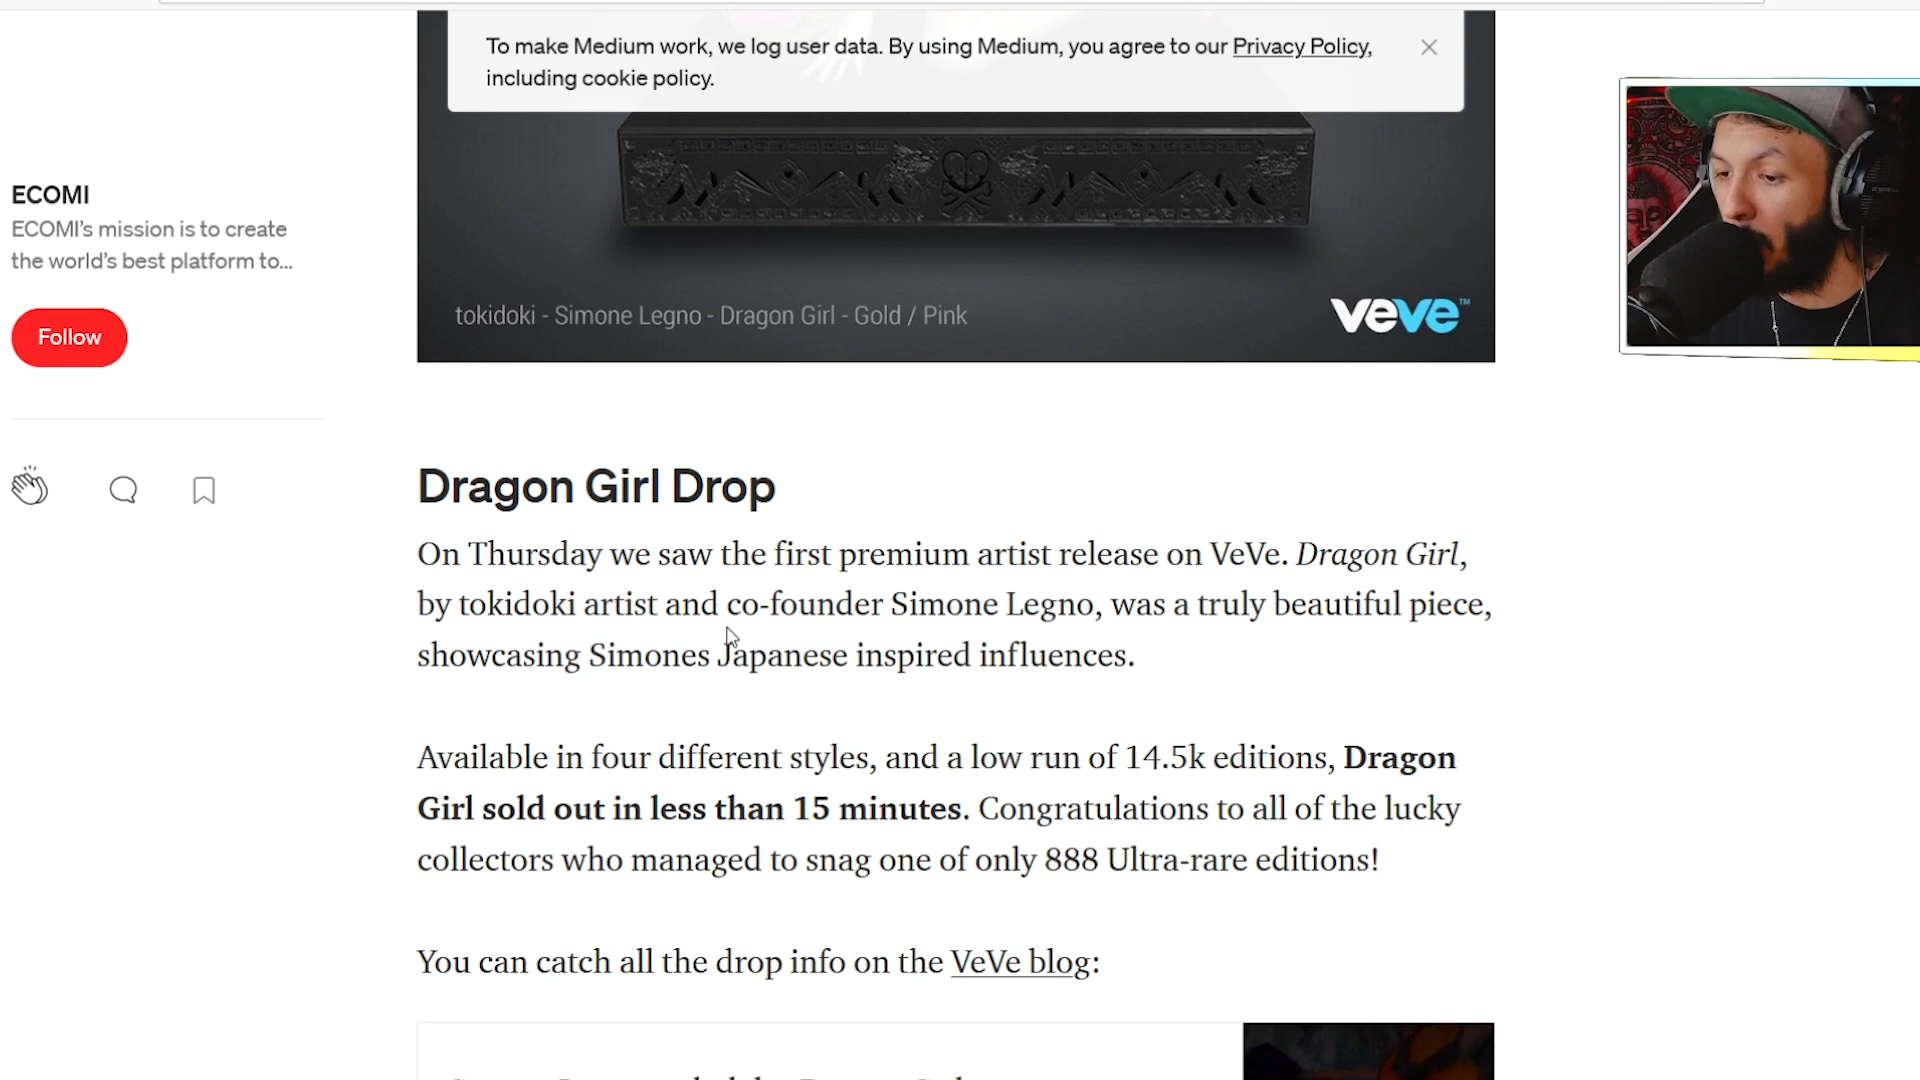 To make Medium work, we log user data. By using Medium, you agree to our Privacy Policy,
including cookie policy.
ECOMI
ECOMI's mission is to create
the world's best platform to...
Follow
tokidoki - Simone Legno - Dragon Girl - Gold / Pink
veve™
Dragon Girl Drop
On Thursday we saw the first premium artist release on VeVe. Dragon Girl,
by tokidoki artist and co-founder Simone Legno, was a truly beautiful piece,
showcasing Simones Japanese inspired influences.
Available in four different styles, and a low run of 14.5k editions, Dragon
Girl sold out in less than 15 minutes. Congratulations to all of the lucky
collectors who managed to snag one of only 888 Ultra-rare editions!
You can catch all the drop info on the VeVe blog: